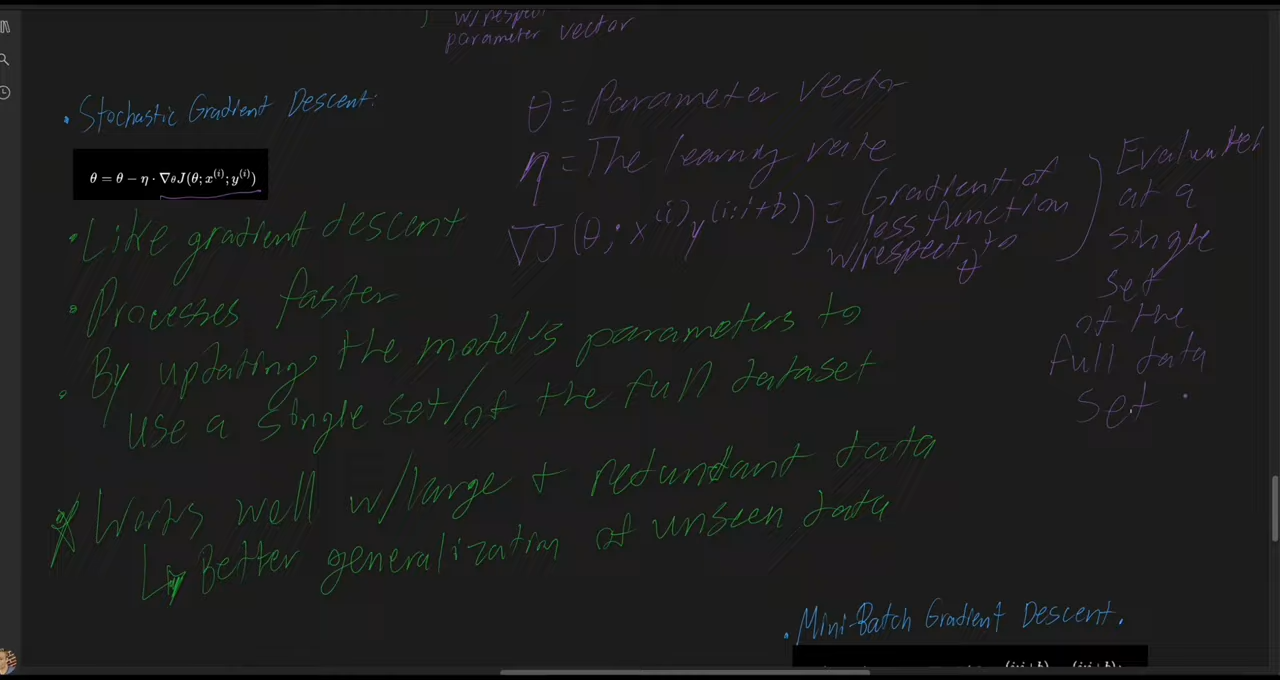 w/respect
parameter vector
• Stochastic Gradient Descent:
θ = θ − η · ∇θJ(θ; x^(i); y^(i))
• Like gradient descent
• Processes faster
• By updating the model's parameters to
use a single set/of the full dataset
* Works well w/large + redundant data
↳ Better generalization of unseen data
θ = Parameter vector
η = The learning rate
∇J(θ; x^(i) y^(i:i+b)) = Gradient of
loss function
w/respect to
θ
Evaluated
at a
single
set
of the
full data
set.
• Mini-Batch Gradient Descent.